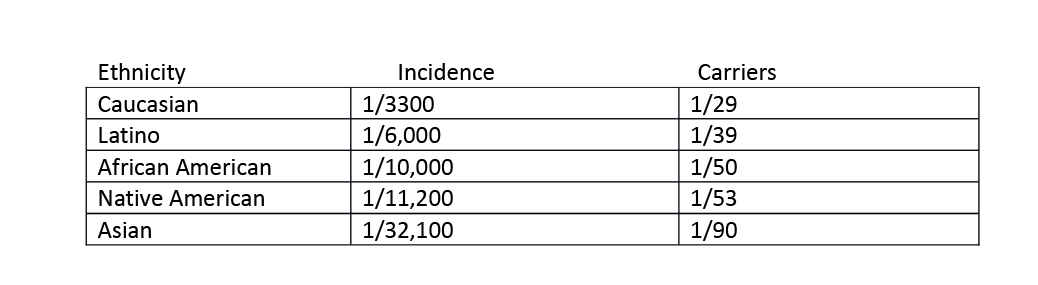 Ethnicity Incidence Carriers
Caucasian 1/3300 1/29
Latino 1/6,000 1/39
African American 1/10,000 1/50
Native American 1/11,200 1/53
Asian 1/32,100 1/90